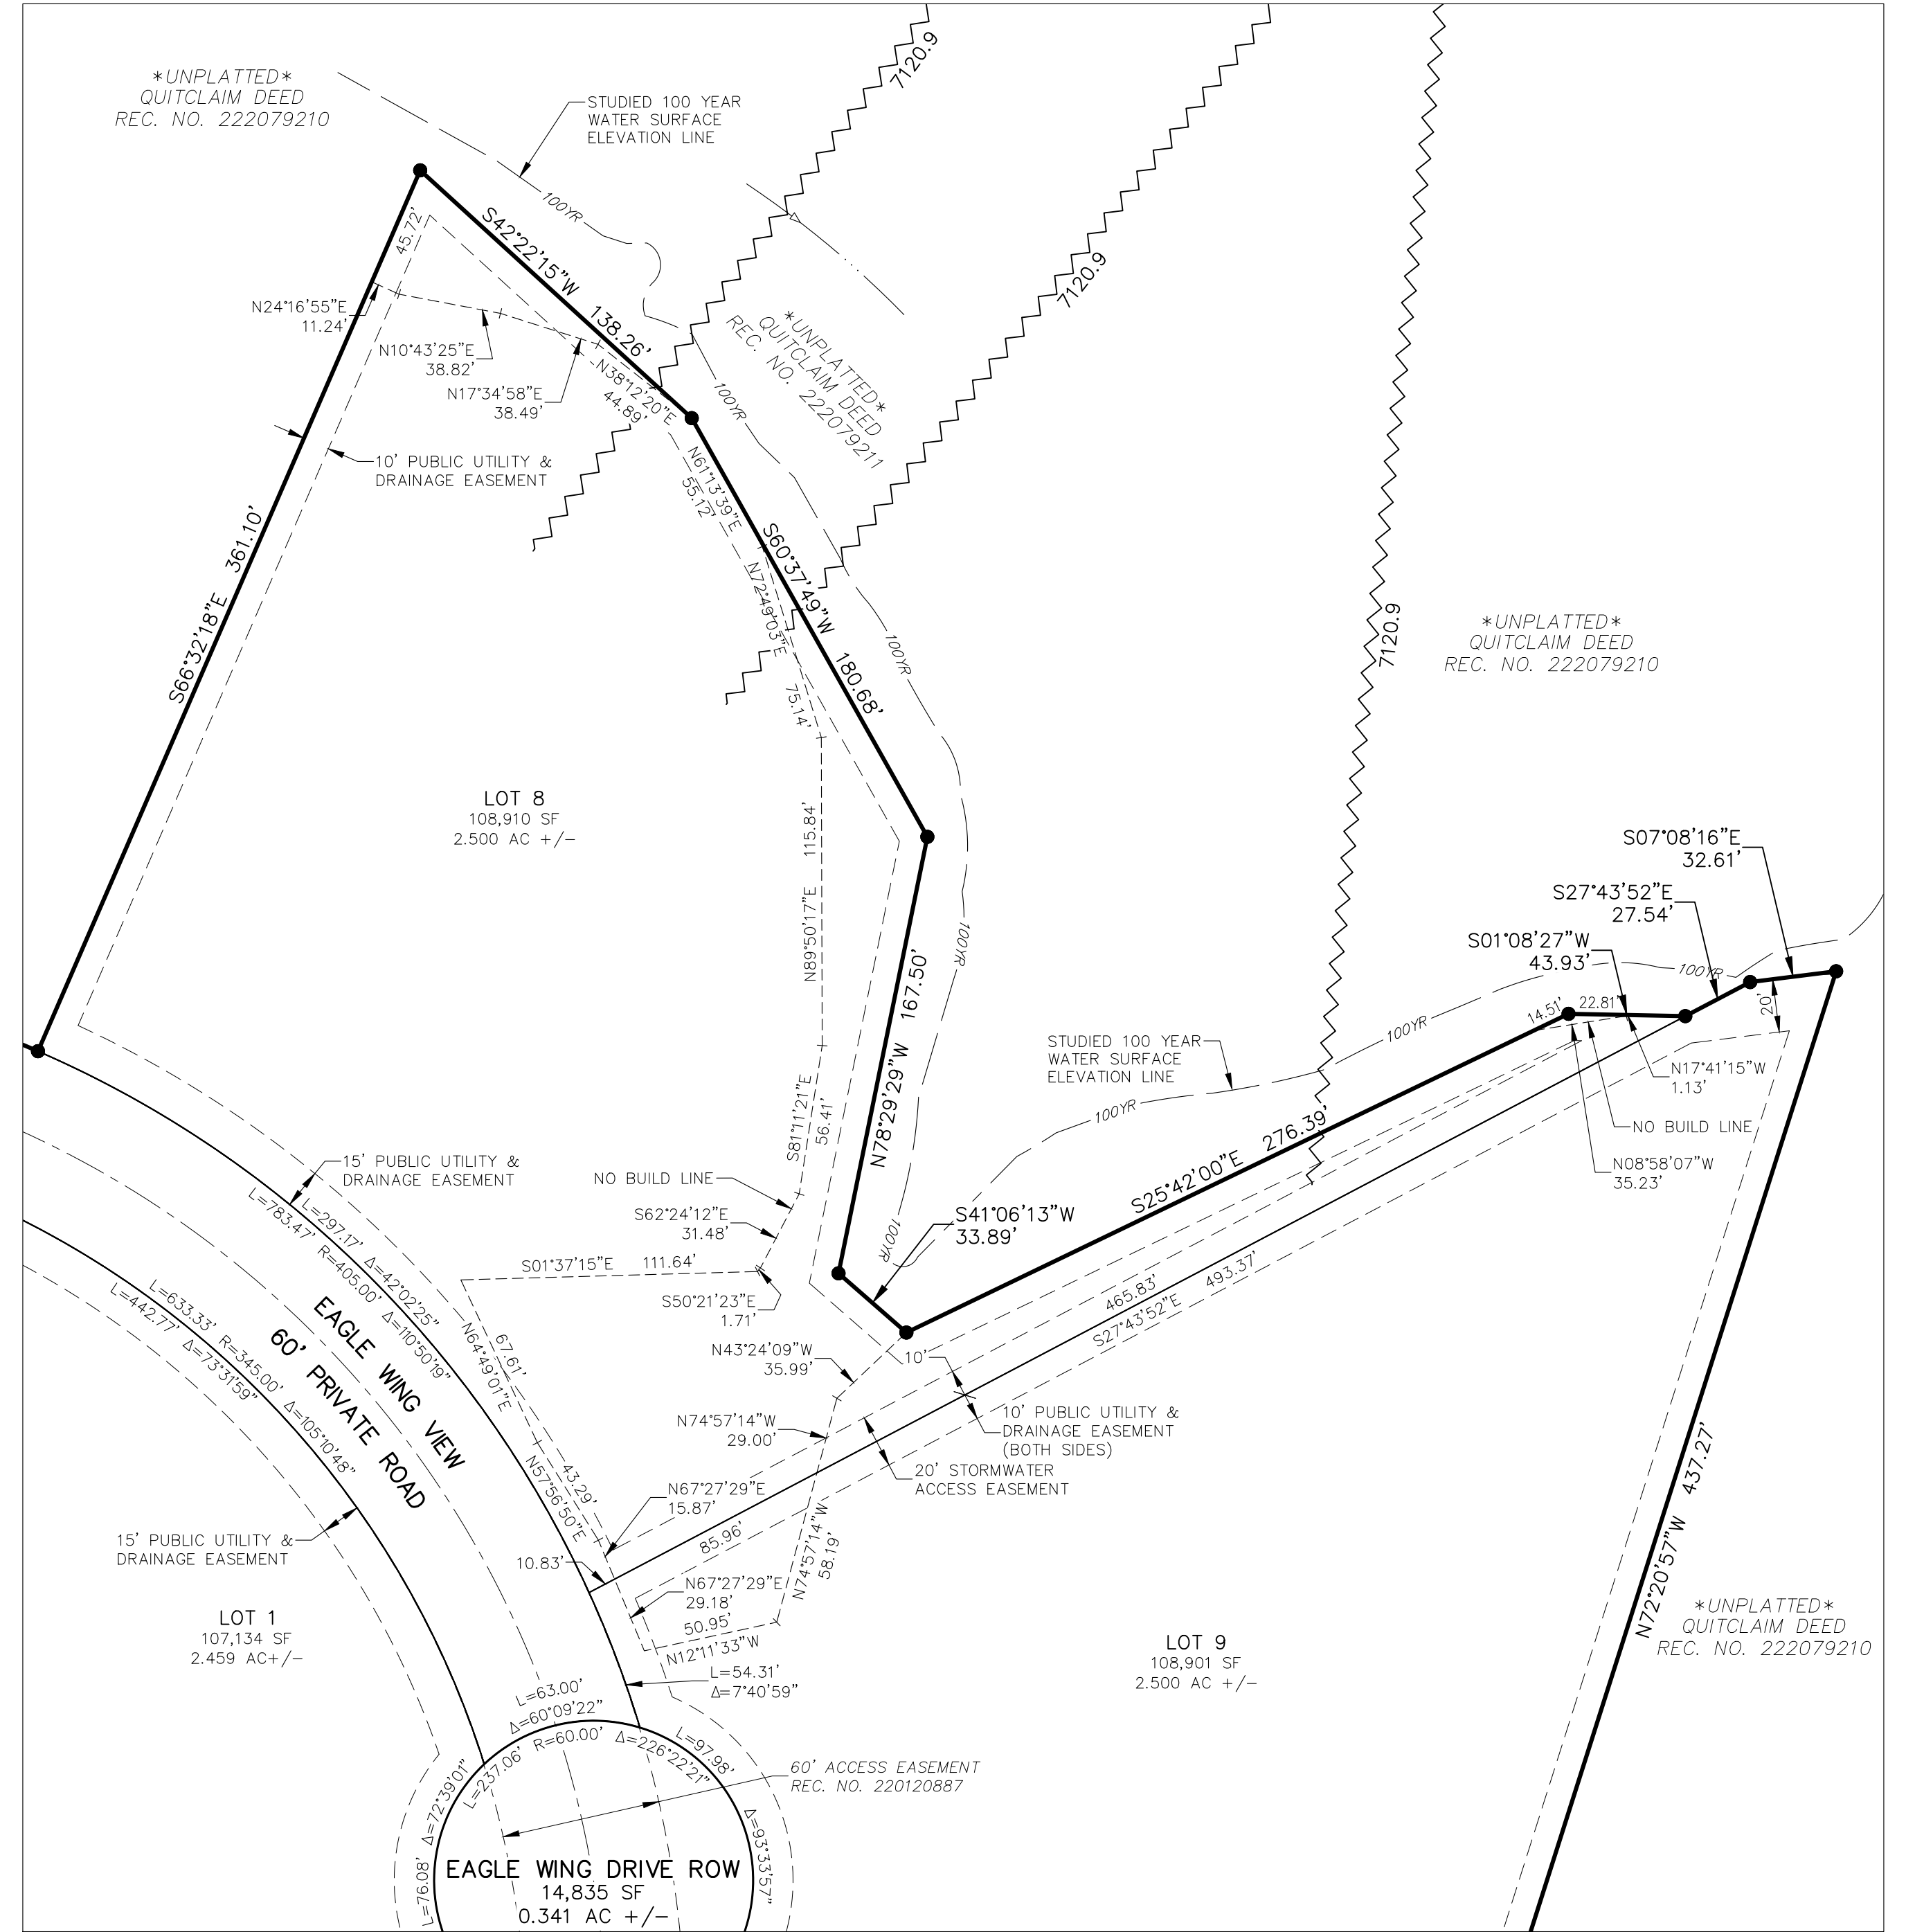 *UNPLATTED*
QUITCLAIM DEED
REC. NO. 222079210
STUDIED 100 YEAR
WATER SURFACE
ELEVATION LINE
7120.9
7120.9
7120.9
100YR
S42°22'15"W 138.26'
45.72'
N24°16'55"E
11.24'
N10°43'25"E
38.82'
N17°34'58"E
38.49'
N38°12'20"E
44.89'
*UNPLATTED*
QUITCLAIM DEED
REC. NO. 222079211
100YR
10' PUBLIC UTILITY &
DRAINAGE EASEMENT
N61°13'39"E
55.12'
S66°32'18"E 361.10'
S60°37'49"W 180.68'
N72°49'03"E 75.14'
100YR
*UNPLATTED*
QUITCLAIM DEED
REC. NO. 222079210
LOT 8
108,910 SF
2.500 AC +/-
N89°50'17"E 115.84'
S07°08'16"E
32.61'
S27°43'52"E
27.54'
S01°08'27"W
43.93'
100YR
100YR
14.51'
22.81'
20'
N78°29'29"W 167.50'
STUDIED 100 YEAR
WATER SURFACE
ELEVATION LINE
100YR
100YR
N17°41'15"W
1.13'
NO BUILD LINE
N08°58'07"W
35.23'
S81°11'21"E
56.41'
S25°42'00"E 276.39'
15' PUBLIC UTILITY &
DRAINAGE EASEMENT
NO BUILD LINE
S62°24'12"E
31.48'
S01°37'15"E 111.64'
S50°21'23"E
1.71'
100YR
S41°06'13"W
33.89'
L=297.17' Δ=42°02'25"
L=783.47' R=405.00' Δ=110°50'19"
EAGLE WING VIEW
60' PRIVATE ROAD
L=633.33' R=345.00' Δ=105°10'48"
L=442.77' Δ=73°31'59"
67.61'
N64°49'01"E
N43°24'09"W
35.99'
10'
465.83'
493.37'
S27°43'52"E
N74°57'14"W
29.00'
10' PUBLIC UTILITY &
DRAINAGE EASEMENT
(BOTH SIDES)
20' STORMWATER
ACCESS EASEMENT
43.29'
N57°56'50"E
N67°27'29"E
15.87'
85.96'
10.83'
N74°57'14"W
58.19'
N67°27'29"E
29.18'
50.95'
N12°11'33"W
N72°20'57"W 437.27'
15' PUBLIC UTILITY &
DRAINAGE EASEMENT
LOT 1
107,134 SF
2.459 AC+/-
LOT 9
108,901 SF
2.500 AC +/-
*UNPLATTED*
QUITCLAIM DEED
REC. NO. 222079210
L=54.31'
Δ=7°40'59"
L=63.00'
Δ=60°09'22"
L=237.06' R=60.00' Δ=226°22'21"
L=97.98'
Δ=93°33'57"
L=76.08' Δ=72°39'01"
60' ACCESS EASEMENT
REC. NO. 220120887
EAGLE WING DRIVE ROW
14,835 SF
0.341 AC +/-